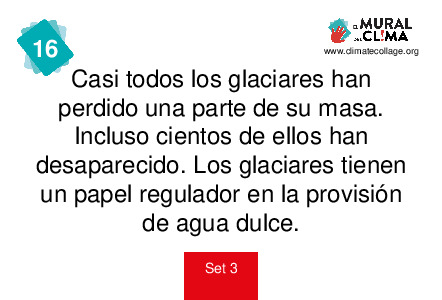 16
EL MURAL
DEL CL!MA
www.climatecollage.org
Casi todos los glaciares han
perdido una parte de su masa.
Incluso cientos de ellos han
desaparecido. Los glaciares tienen
un papel regulador en la provisión
de agua dulce.
Set 3